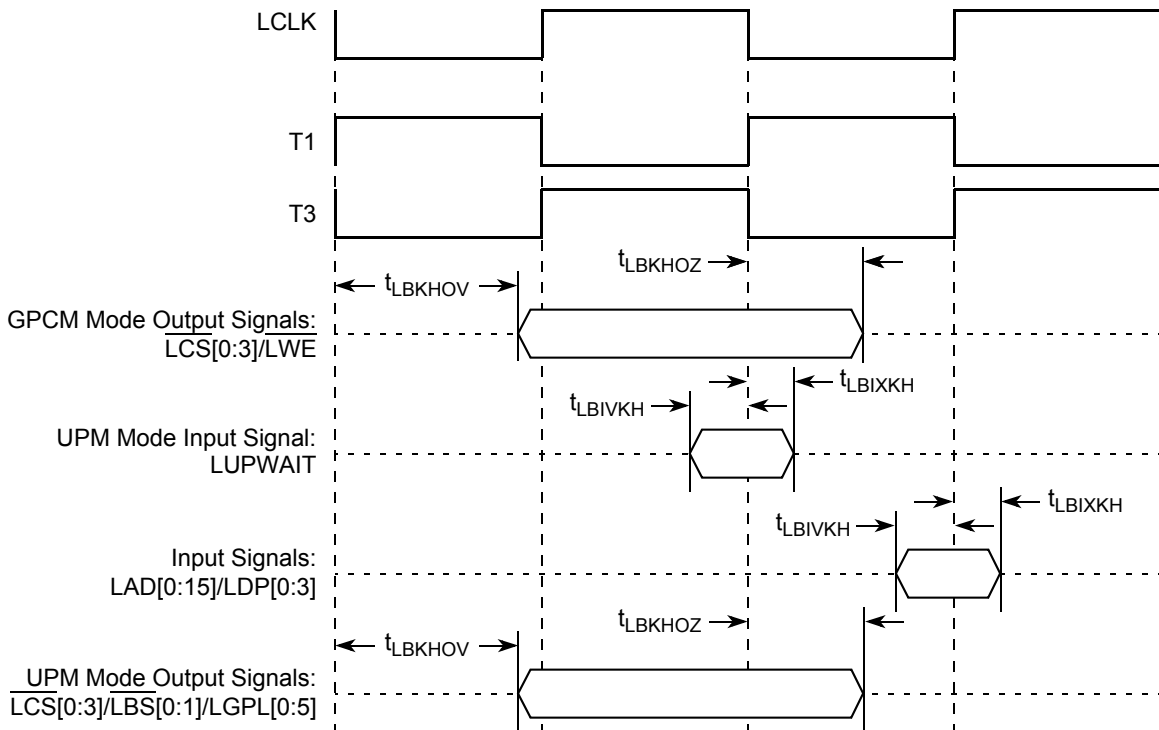 LCLK
T1
T3
tLBKHOZ
tLBKHOV
GPCM Mode Output Signals:
LCS[0:3]/LWE
tLBIXKH
tLBIVKH
UPM Mode Input Signal:
LUPWAIT
tLBIXKH
tLBIVKH
Input Signals:
LAD[0:15]/LDP[0:3]
tLBKHOZ
tLBKHOV
UPM Mode Output Signals:
LCS[0:3]/LBS[0:1]/LGPL[0:5]